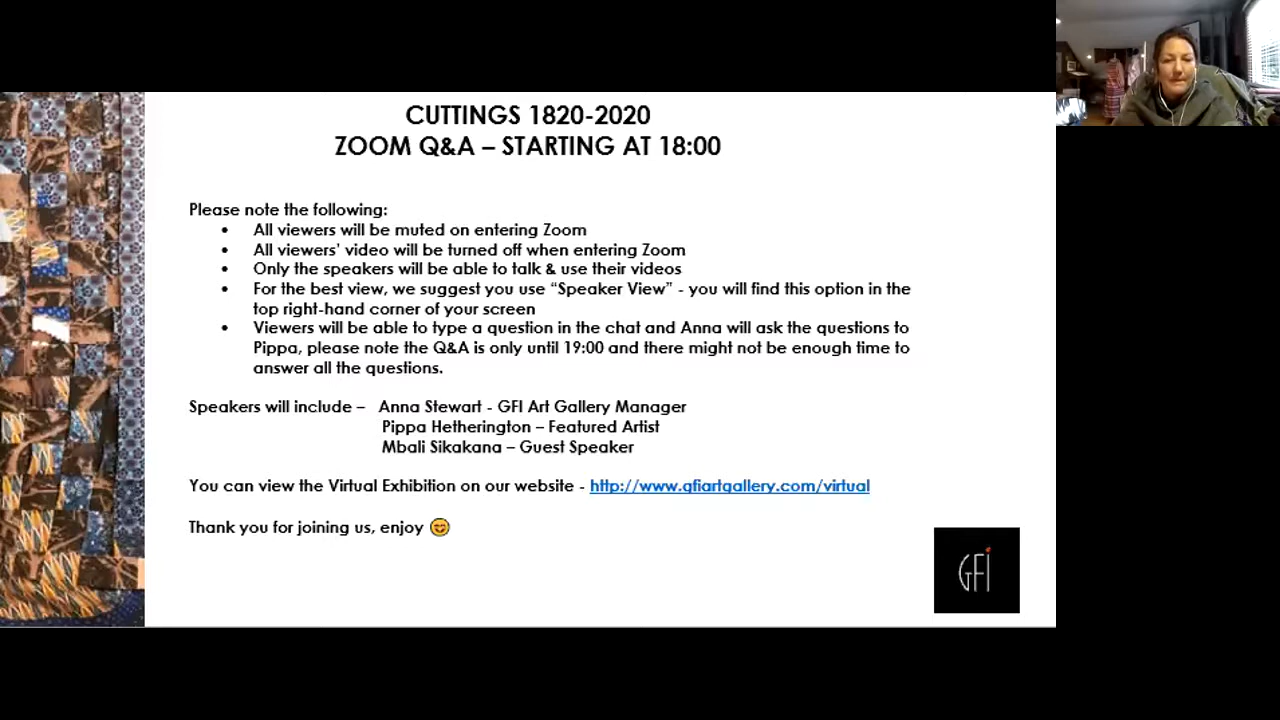 CUTTINGS 1820-2020
ZOOM Q&A – STARTING AT 18:00
Please note the following:
• All viewers will be muted on entering Zoom
• All viewers' video will be turned off when entering Zoom
• Only the speakers will be able to talk & use their videos
• For the best view, we suggest you use “Speaker View” - you will find this option in the
top right-hand corner of your screen
• Viewers will be able to type a question in the chat and Anna will ask the questions to
Pippa, please note the Q&A is only until 19:00 and there might not be enough time to
answer all the questions.
Speakers will include – Anna Stewart - GFI Art Gallery Manager
Pippa Hetherington – Featured Artist
Mbali Sikakana – Guest Speaker
You can view the Virtual Exhibition on our website - http://www.gfiartgallery.com/virtual
Thank you for joining us, enjoy 😊
GFi